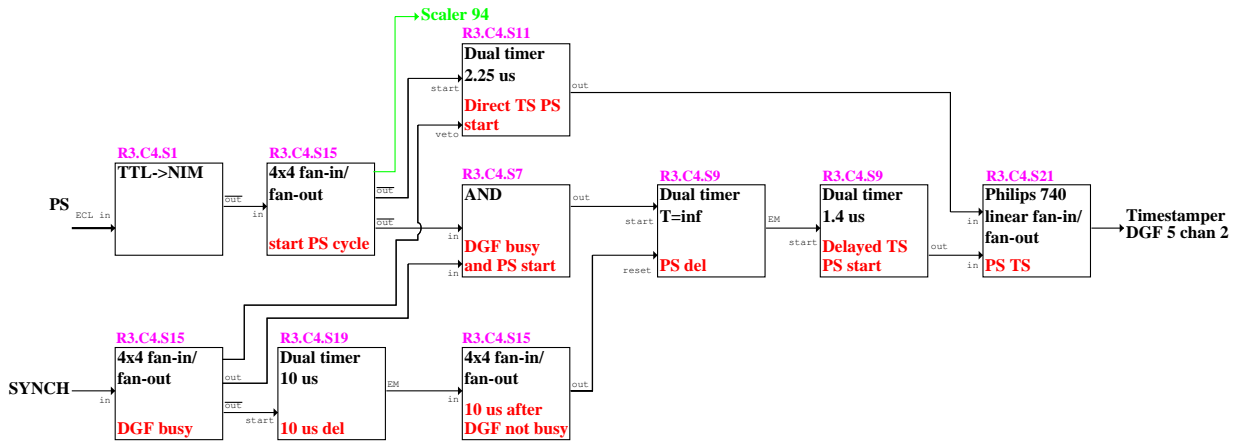 Scaler 94
R3.C4.S11
Dual timer
2.25 us
start
Direct TS PS
start
veto
out
R3.C4.S1
TTL->NIM
PS
ECL in
out
R3.C4.S15
4x4 fan-in/
fan-out
out
out
in
start PS cycle
R3.C4.S7
AND
out
in
DGF busy
and PS start
in
R3.C4.S9
Dual timer
T=inf
start
EM
PS del
reset
R3.C4.S9
Dual timer
1.4 us
start
Delayed TS
PS start
out
R3.C4.S21
Philips 740
linear fan-in/
fan-out
in
in
PS TS
Timestamper
DGF 5 chan 2
R3.C4.S15
4x4 fan-in/
fan-out
SYNCH
in
out
out
DGF busy
R3.C4.S19
Dual timer
10 us
start
EM
10 us del
R3.C4.S15
4x4 fan-in/
fan-out
in
out
10 us after
DGF not busy